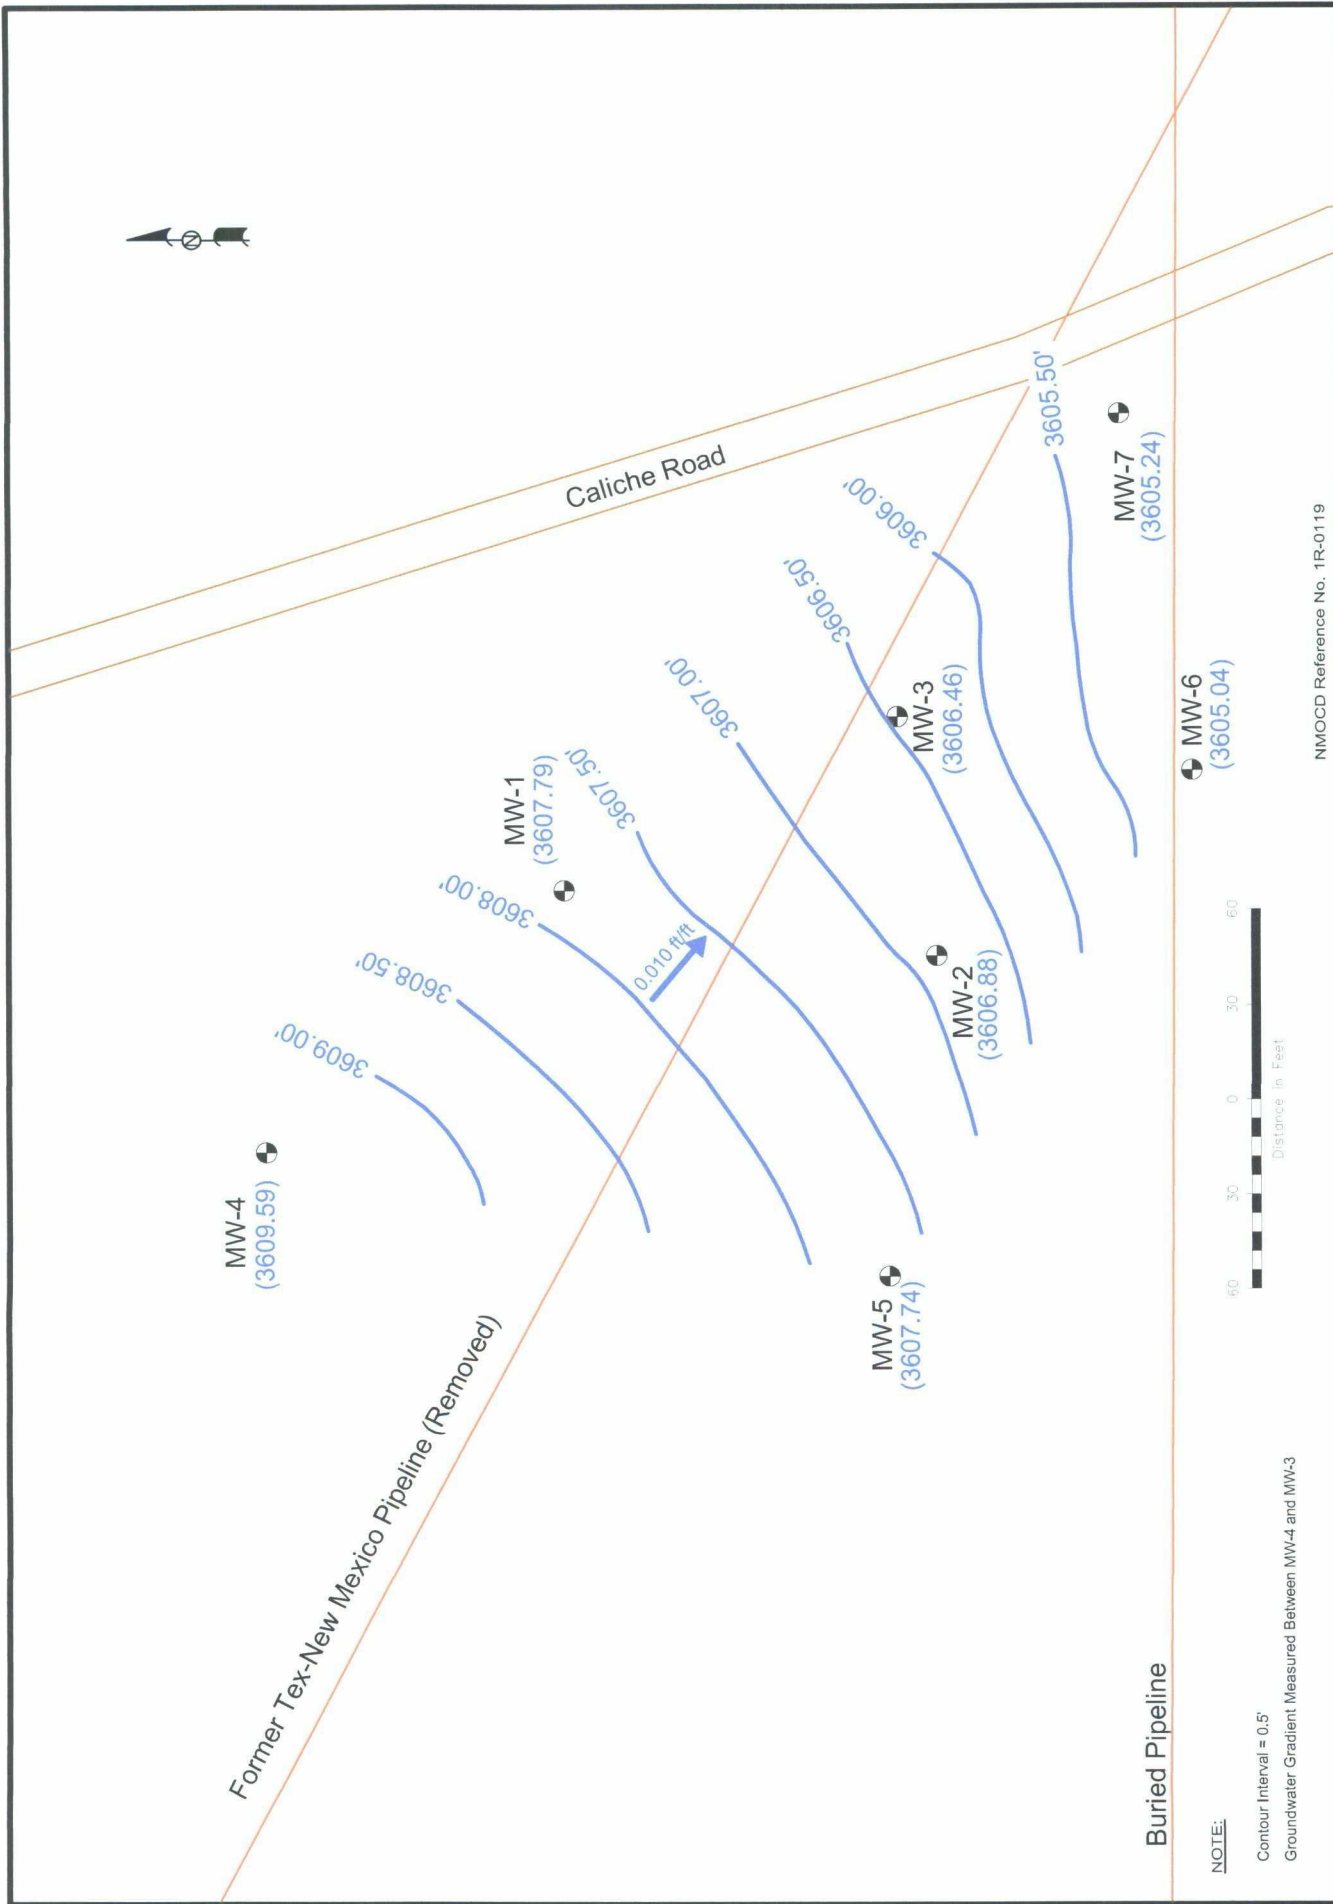 N
Former Tex-New Mexico Pipeline (Removed)
MW-4
(3609.59)
3609.00'
3608.50'
3608.00'
MW-1
(3607.79)
3607.50'
0.010 ft/ft
3607.00'
Caliche Road
3606.50'
3606.00'
3605.50'
MW-5
(3607.74)
MW-2
(3606.88)
MW-3
(3606.46)
MW-7
(3605.24)
MW-6
(3605.04)
Buried Pipeline
NOTE:
Contour Interval = 0.5'
Groundwater Gradient Measured Between MW-4 and MW-3
60 30 0 30 60
Distance in Feet
NMOCD Reference No. 1R-0119